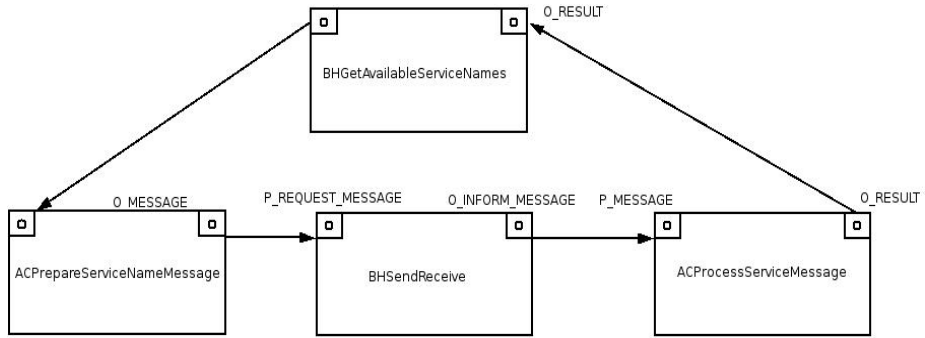 O_RESULT
BHGetAvailableServiceNames
O_MESSAGE
P_REQUEST_MESSAGE
O_INFORM_MESSAGE
P_MESSAGE
O_RESULT
o
o
o
o
o
o
o
o
ACPrepareServiceNameMessage
BHSendReceive
ACProcessServiceMessage